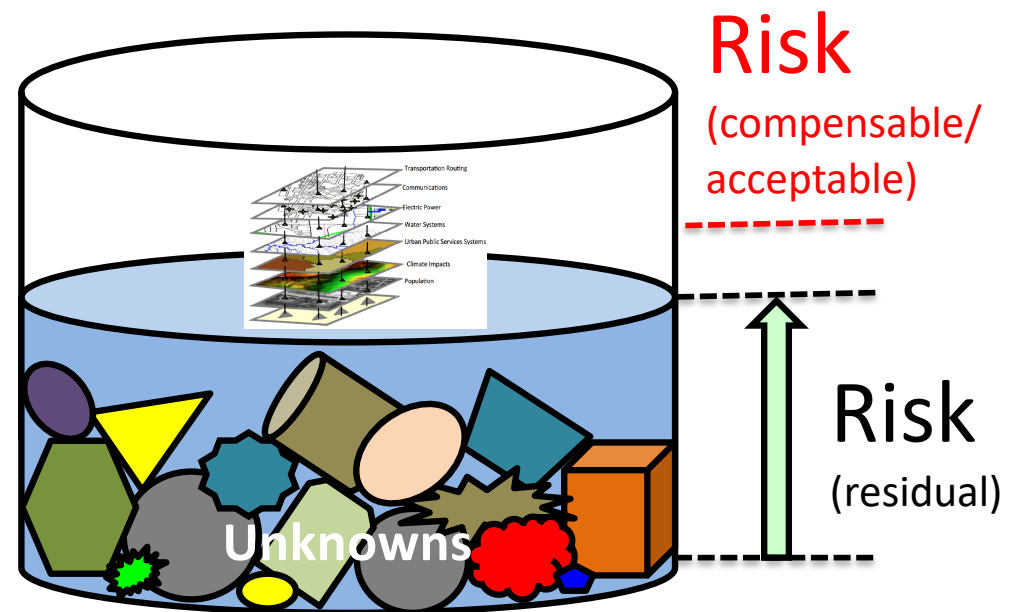 Risk
(compensable/
acceptable)
Transportation Routing
Communications
Electric Power
Water Systems
Urban Public Services Systems
Climate Impacts
Population
Risk
(residual)
Unknowns